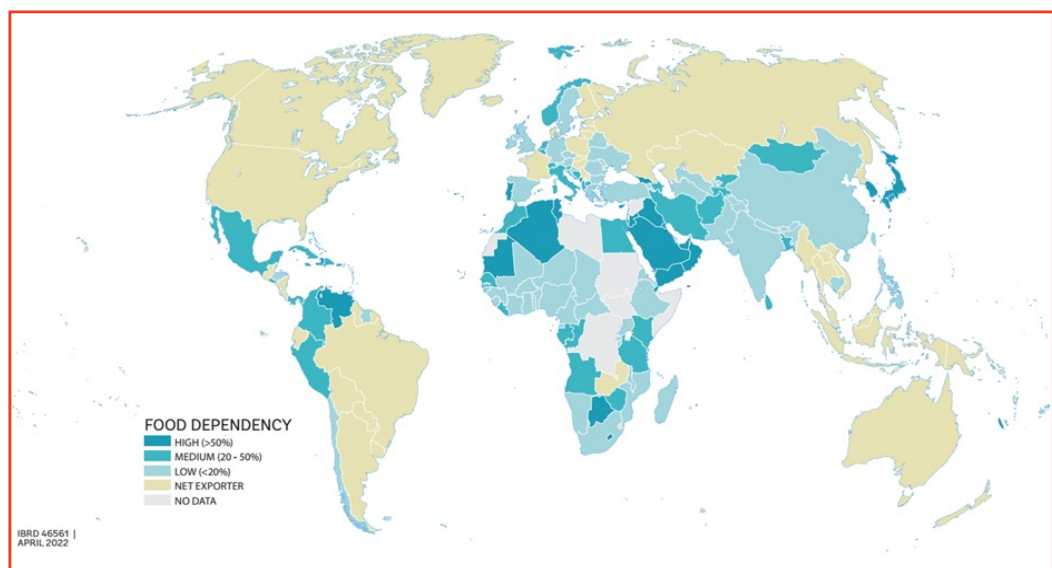 FOOD DEPENDENCY
HIGH (>50%)
MEDIUM (20 - 50%)
LOW (<20%)
NET EXPORTER
NO DATA
IBRD 46561 |
APRIL 2022